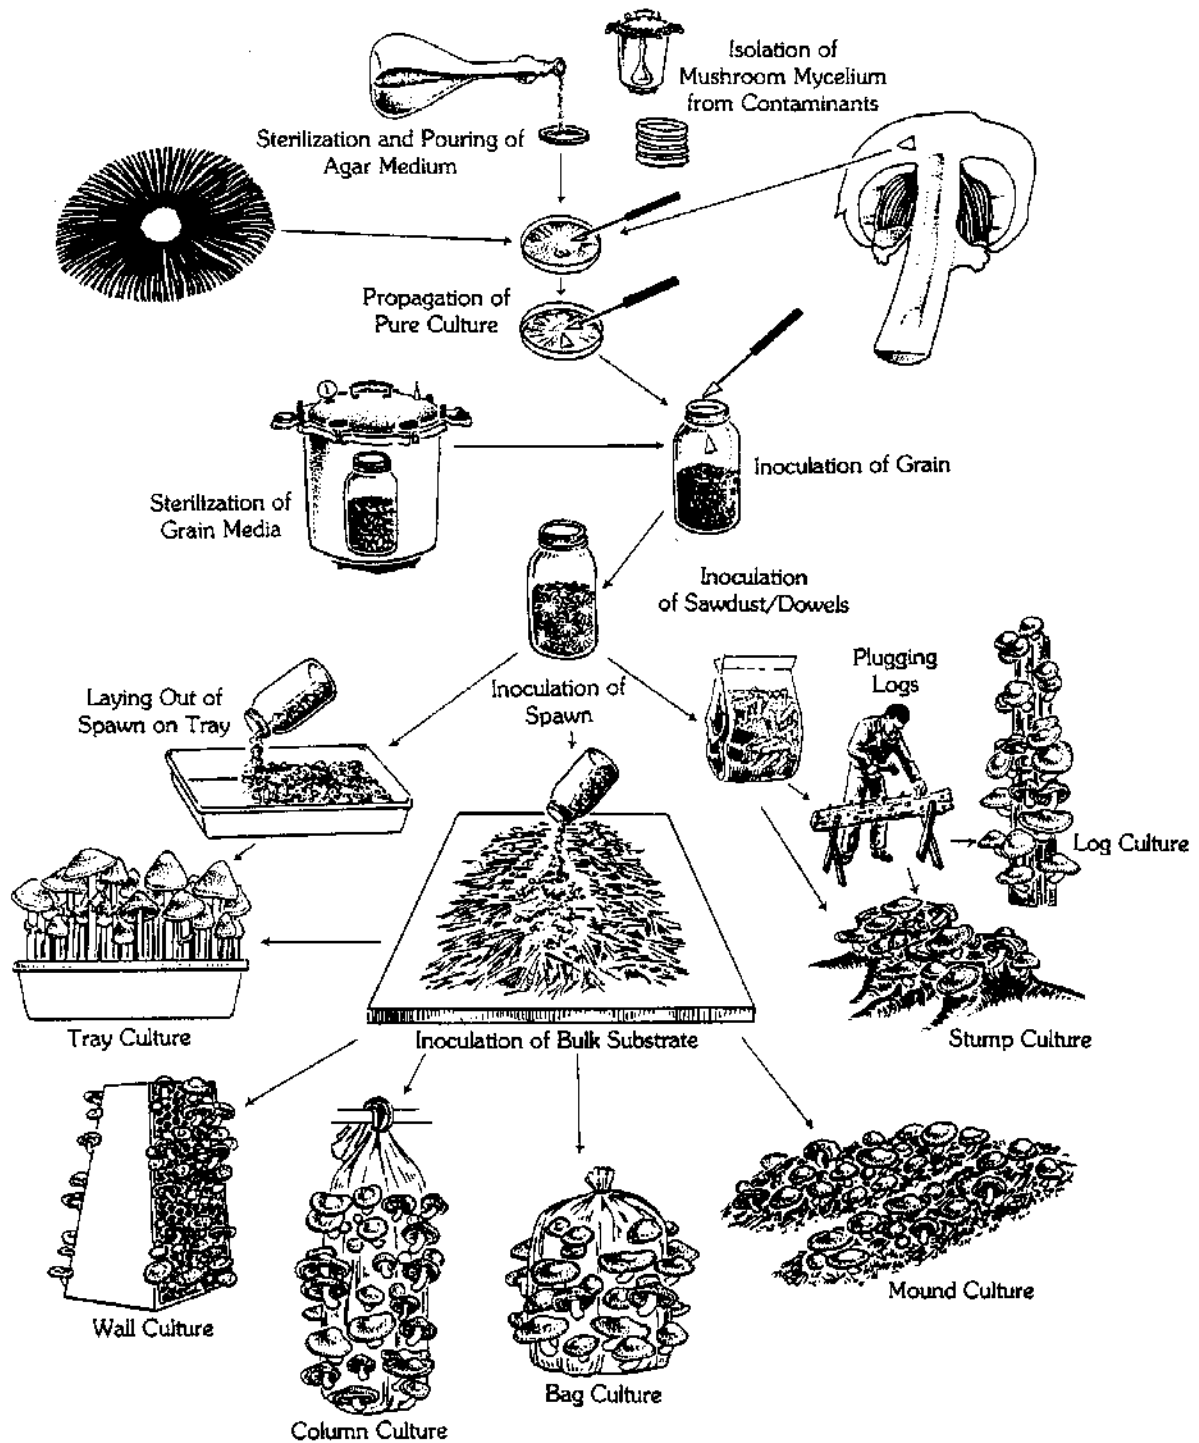 Isolation of
Mushroom Mycelium
from Contaminants
Sterilization and Pouring of
Agar Medium
Propagation of
Pure Culture
Inoculation of Grain
Sterilization of
Grain Media
Inoculation
of Sawdust/Dowels
Plugging
Logs
Laying Out of
Spawn on Tray
Inoculation of
Spawn
Log Culture
Tray Culture
Inoculation of Bulk Substrate
Stump Culture
Wall Culture
Mound Culture
Bag Culture
Column Culture